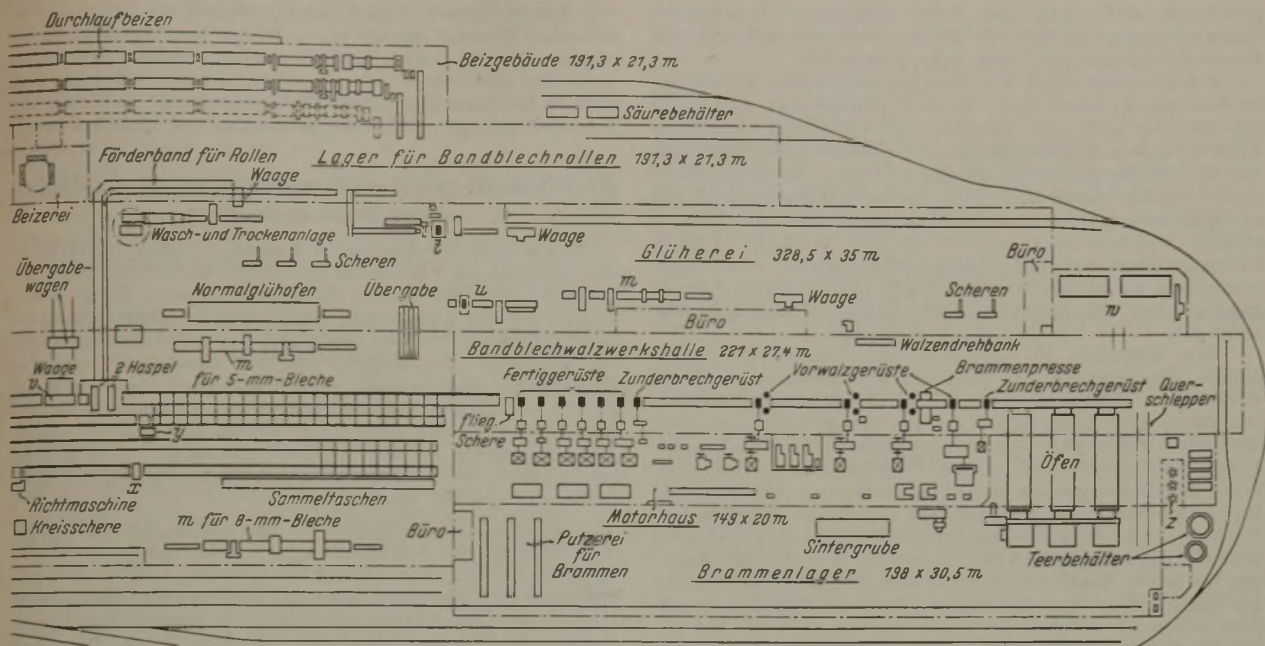 Durchlaufbeizen
Beizgebäude 191,3 x 21,3 m
Säurebehälter
Förderband für Rollen
Lager für Bandblechrollen 191,3 x 21,3 m
Waage
Beizerei
Wasch- und Trockenanlage
Waage
Glüherei 328,5 x 35 m
Büro
Scheren
Übergabe-
wagen
Normalglühofen
Übergabe
u
m
Waage
Scheren
Büro
Walzendrehbank
Waage
v
2 Haspel
m
für 5-mm-Bleche
Bandblechwalzwerkshalle 221 x 27,4 m
Fertiggerüste
Zunderbrechgerüst
Vorwalzgerüste
Brammenpresse
Zunderbrechgerüst
Quer-
schlepper
flieg.
Schere
y
Öfen
x
Richtmaschine
Sammeltaschen
Kreissschere
m für 8-mm-Bleche
Büro
Motorhaus 149 x 20 m
Putzerei
für
Brammen
Sintergrube
Brammenlager 198 x 30,5 m
z
Teerbehälter